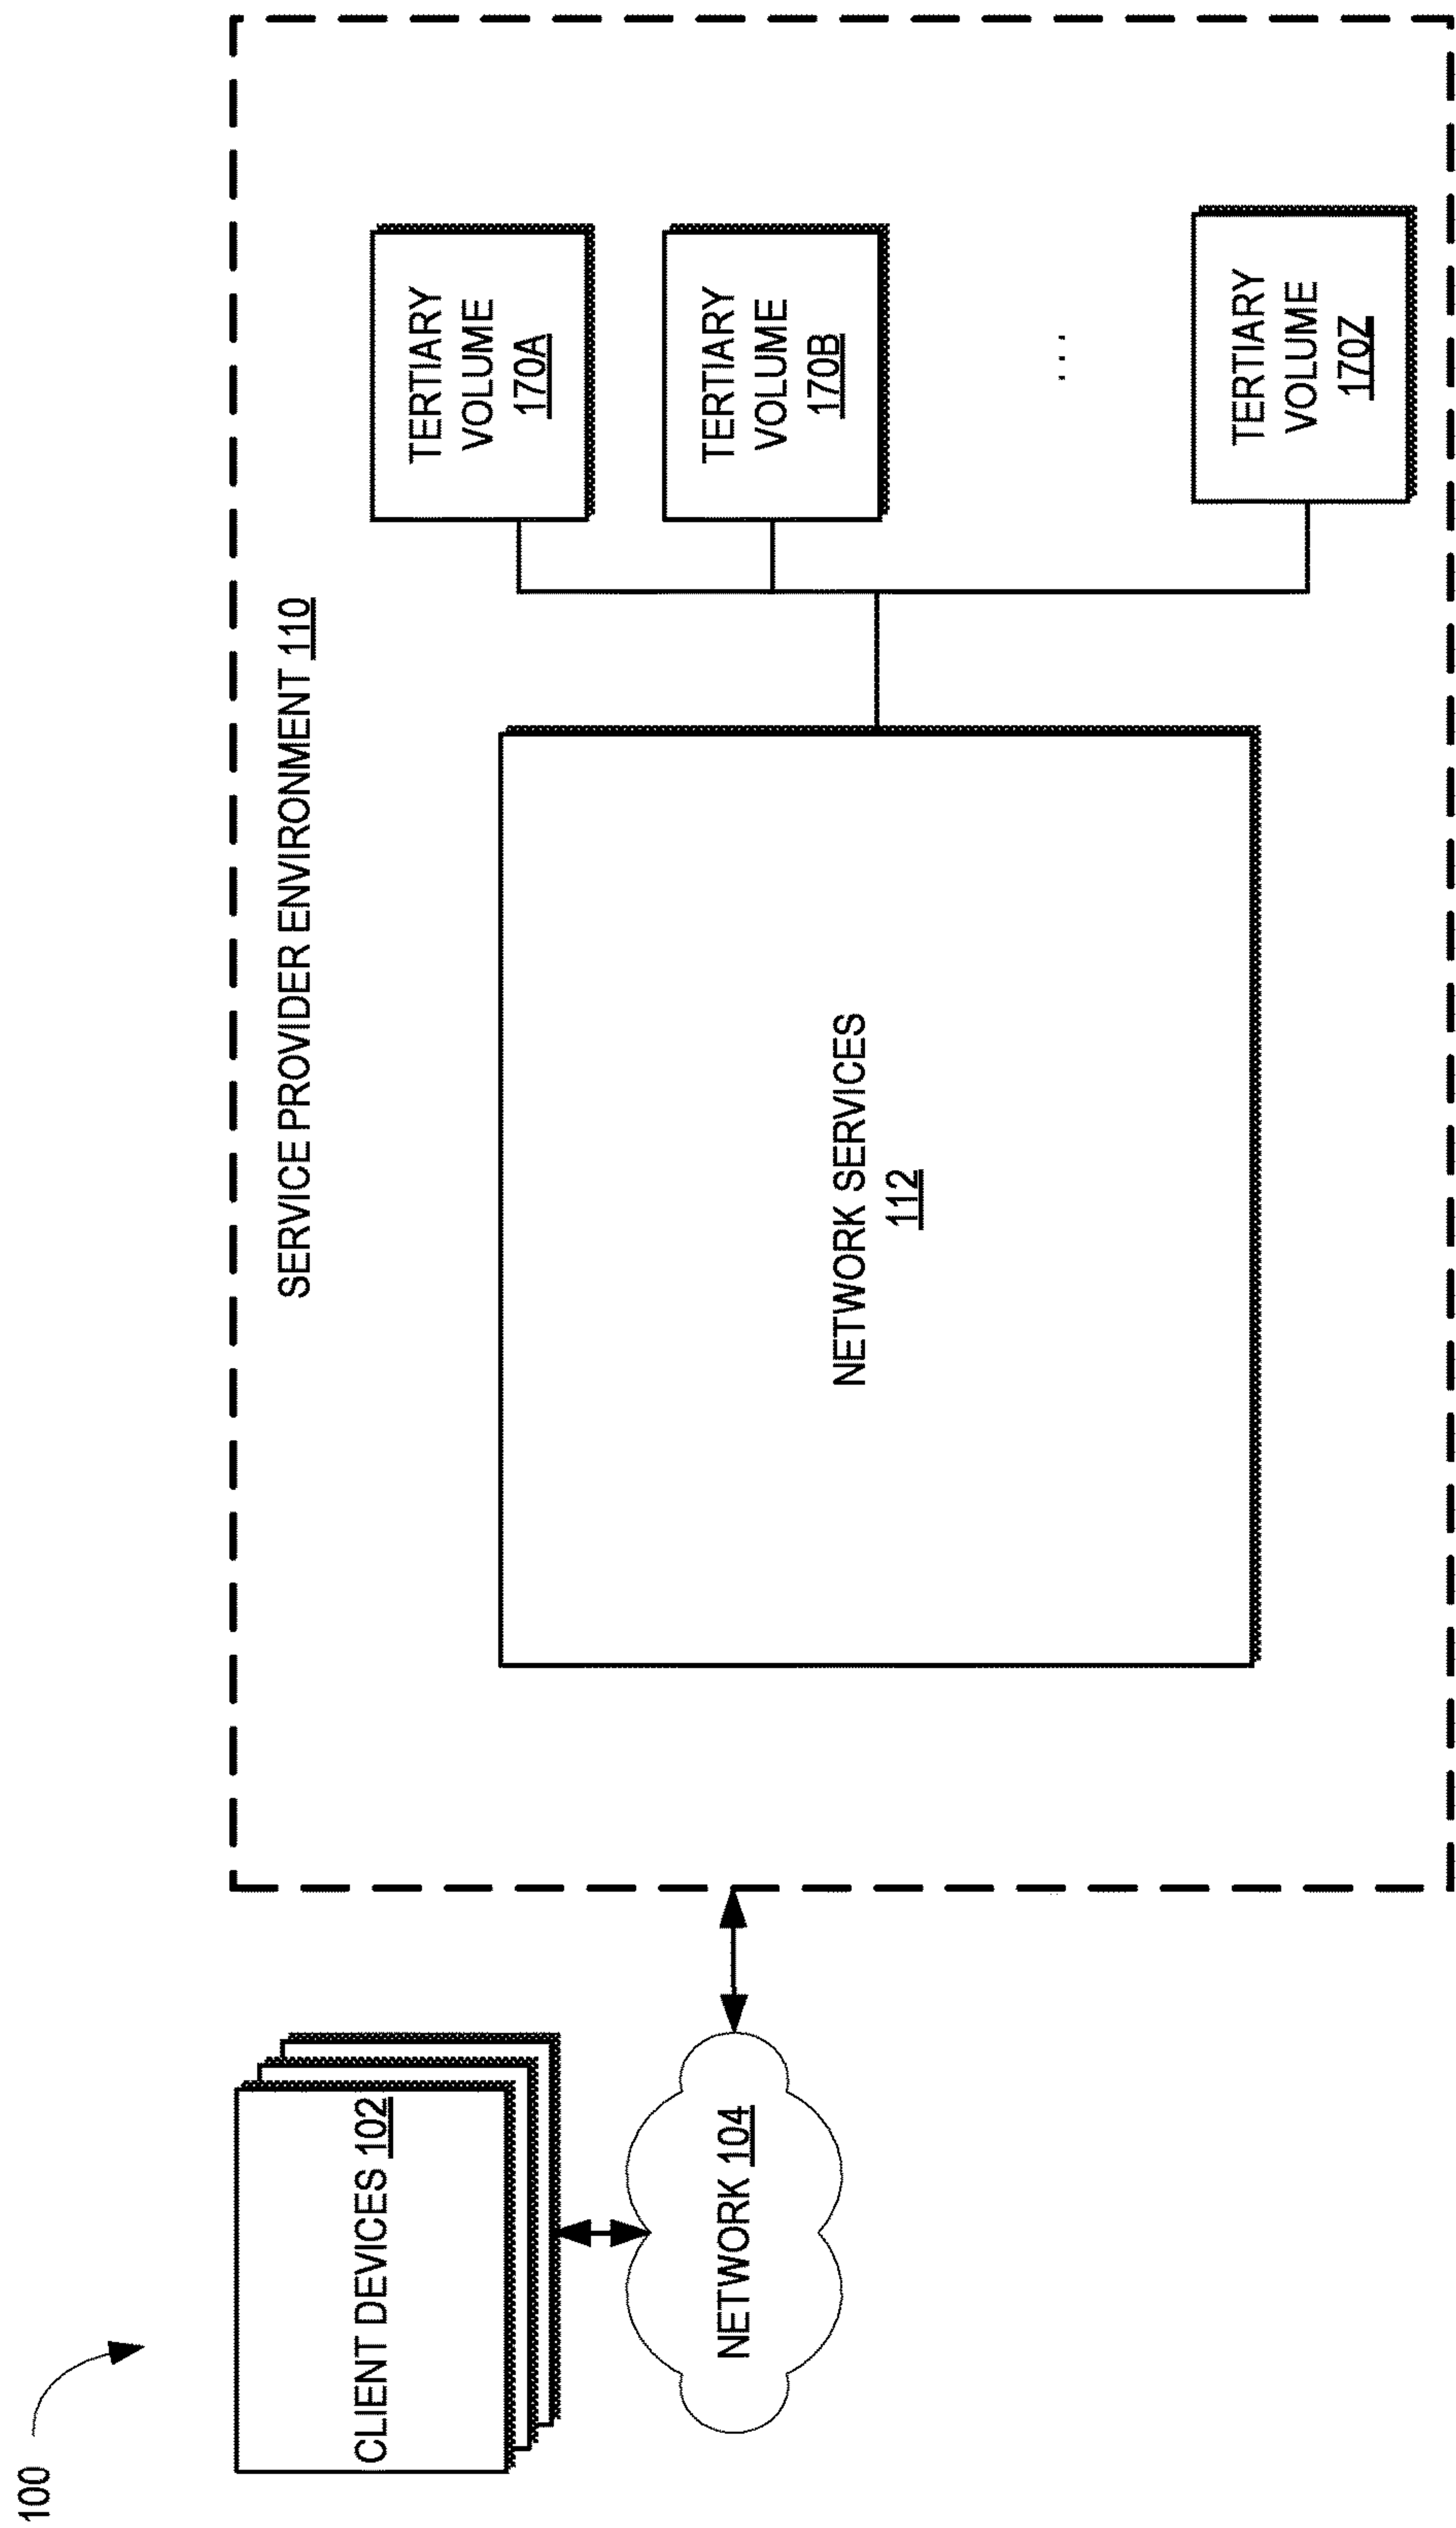 100
CLIENT DEVICES 102
NETWORK 104
SERVICE PROVIDER ENVIRONMENT 110
NETWORK SERVICES
112
TERTIARY
VOLUME
170A
TERTIARY
VOLUME
170B
...
TERTIARY
VOLUME
170Z